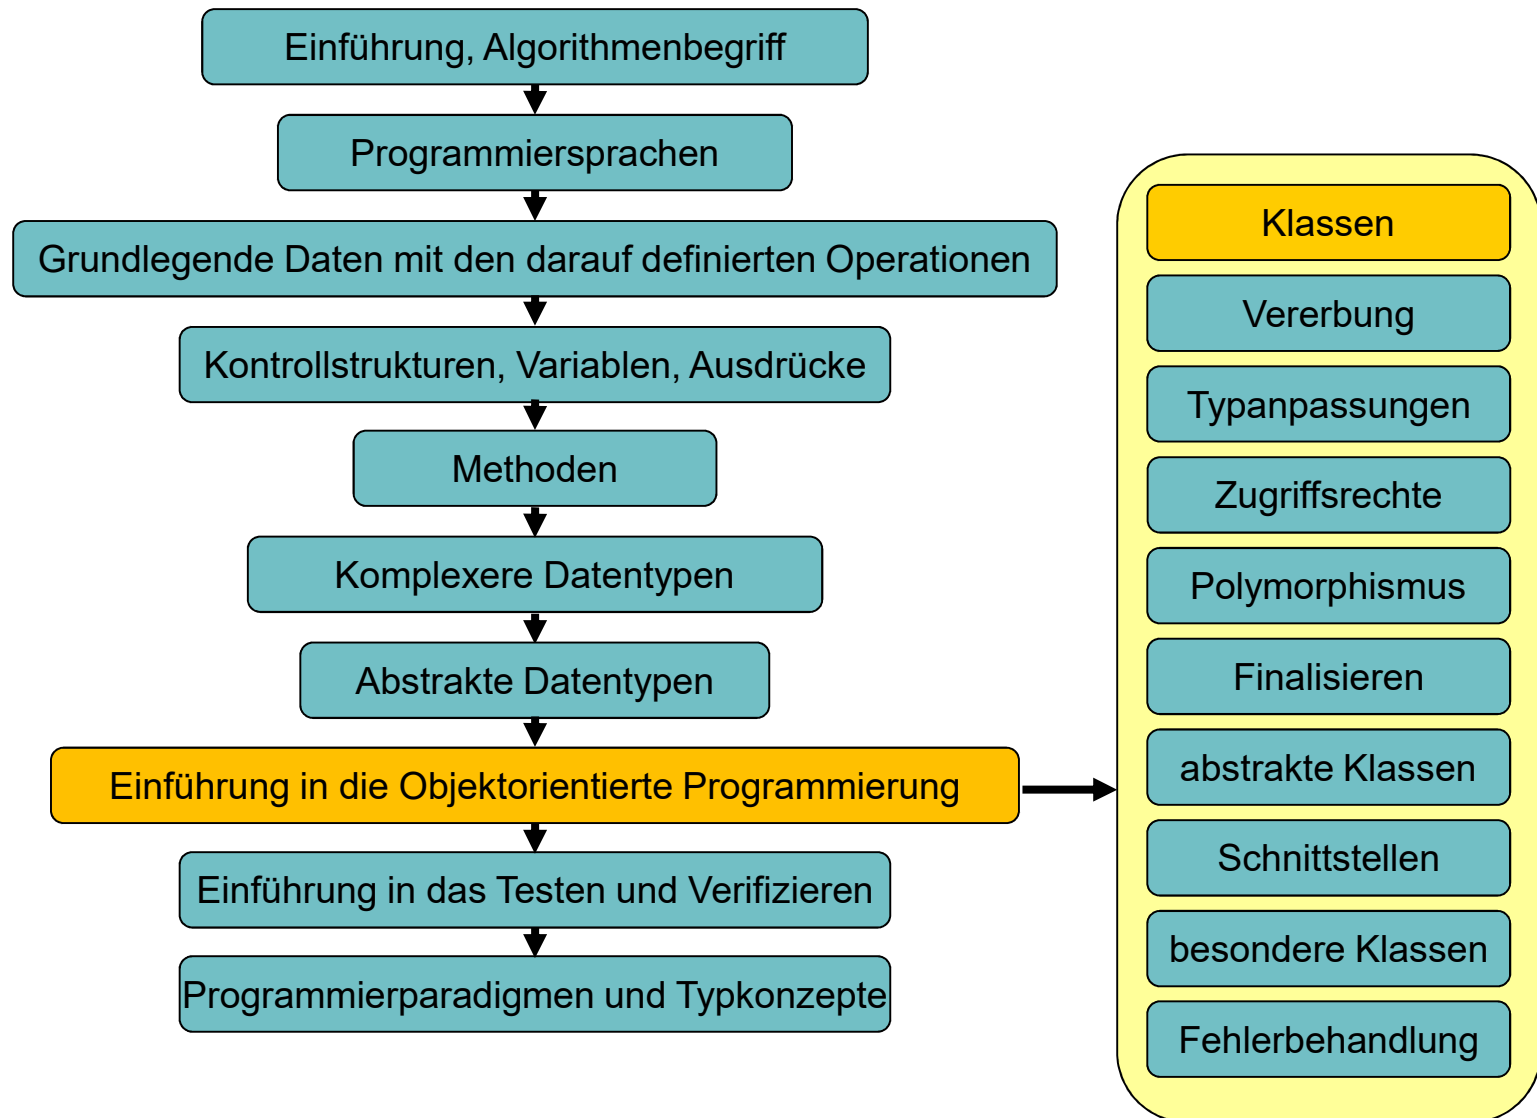 Einführung, Algorithmenbegriff
Programmiersprachen
Grundlegende Daten mit den darauf definierten Operationen
Kontrollstrukturen, Variablen, Ausdrücke
Methoden
Komplexere Datentypen
Abstrakte Datentypen
Einführung in die Objektorientierte Programmierung
Einführung in das Testen und Verifizieren
Programmierparadigmen und Typkonzepte
Klassen
Vererbung
Typanpassungen
Zugriffsrechte
Polymorphismus
Finalisieren
abstrakte Klassen
Schnittstellen
besondere Klassen
Fehlerbehandlung